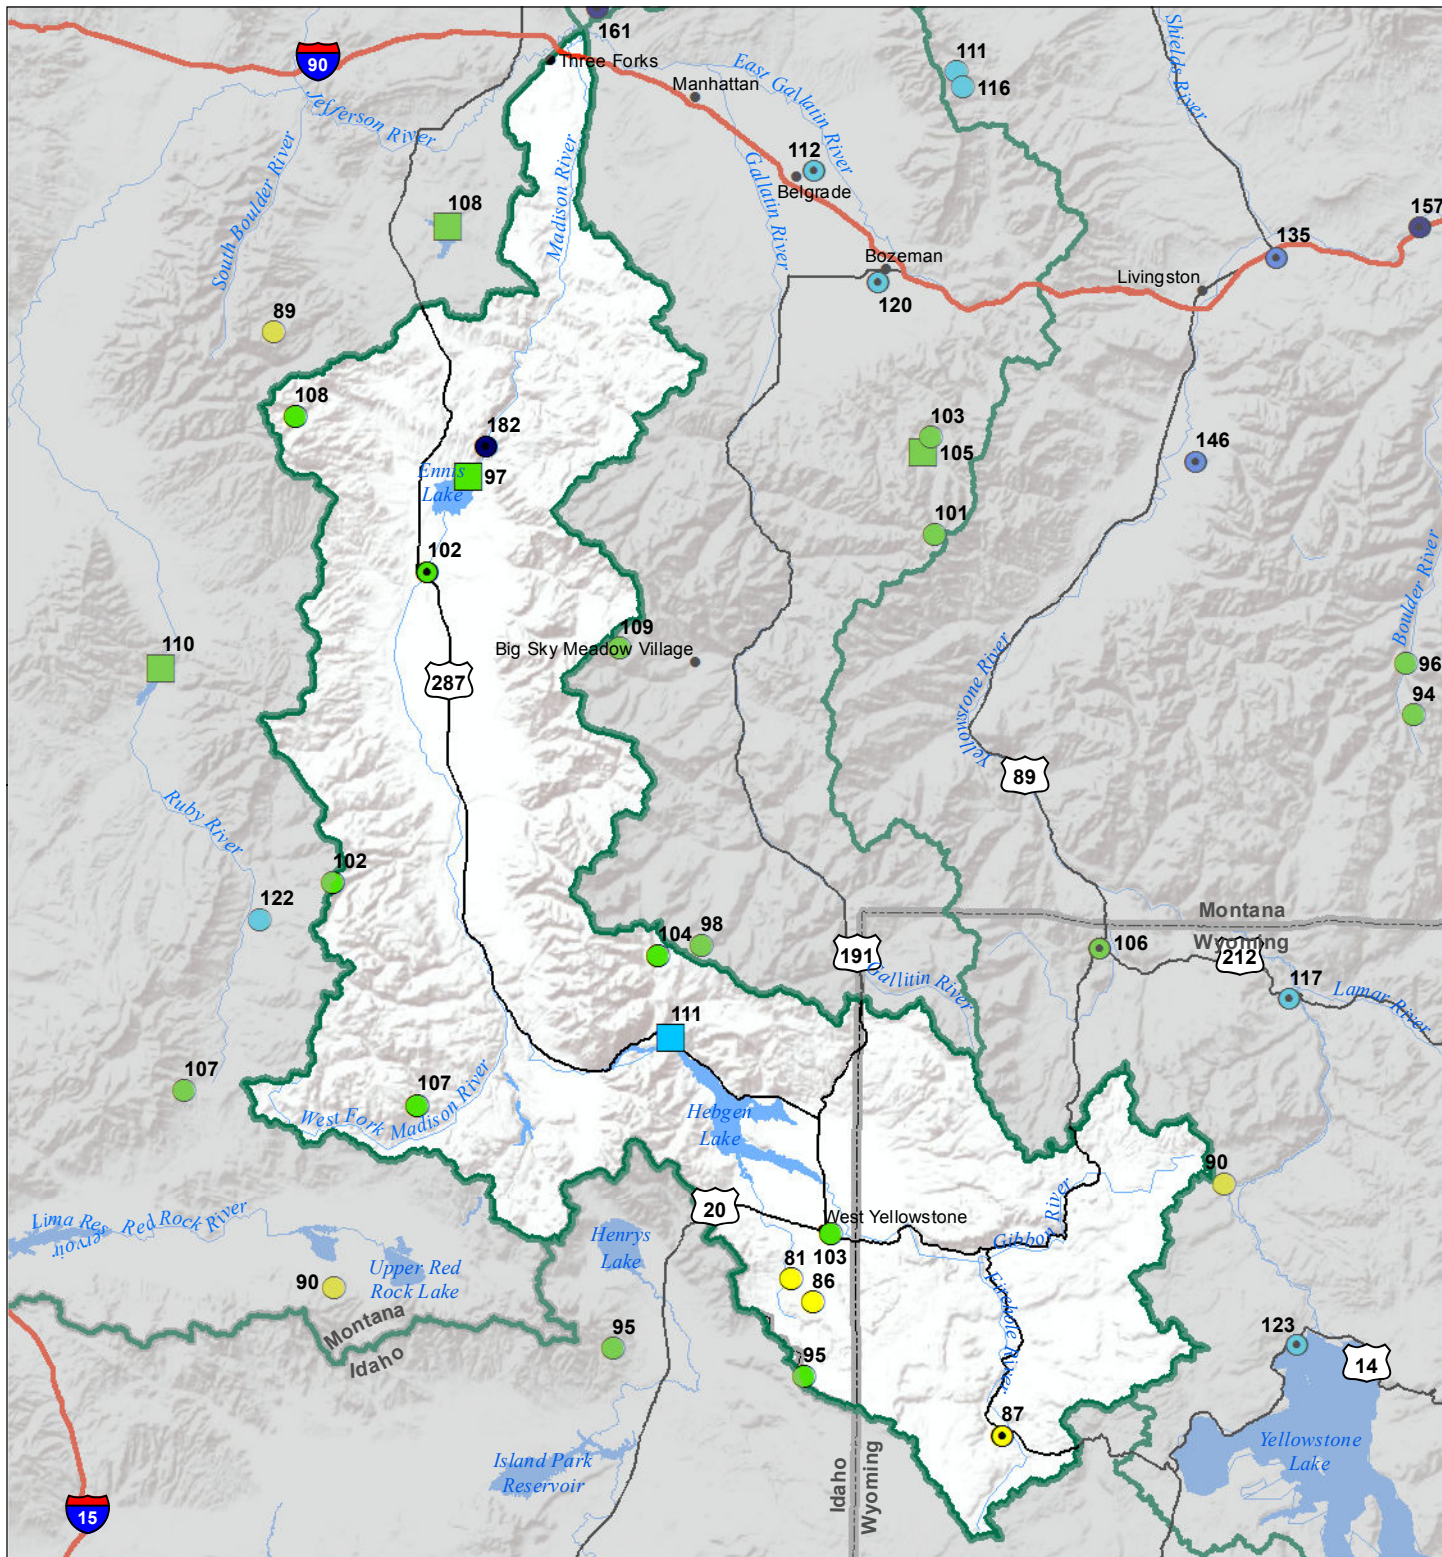 161
90
Three Forks
Manhattan
East Gallatin River
111
116
Shields River
Jefferson River
112
Belgrade
Gallatin River
Madison River
South Boulder River
108
157
135
Bozeman
120
Livingston
89
108
103
105
182
97
Ennis
Lake
146
101
102
Boulder River
109
Big Sky Meadow Village
110
287
96
94
Yellowstone River
89
Ruby River
102
122
104
98
191
Montana
Wyoming
106
212
117
Lamar River
Gallitin River
111
107
107
West Fork Madison River
Hebgen
Lake
90
20
West Yellowstone
103
Gibbon River
Lima Reservoir
Red Rock River
Upper Red
Rock Lake
Henrys
Lake
90
81
86
Firehole River
Montana
Idaho
95
95
123
14
87
Island Park
Reservoir
Idaho
Wyoming
Yellowstone
Lake
15